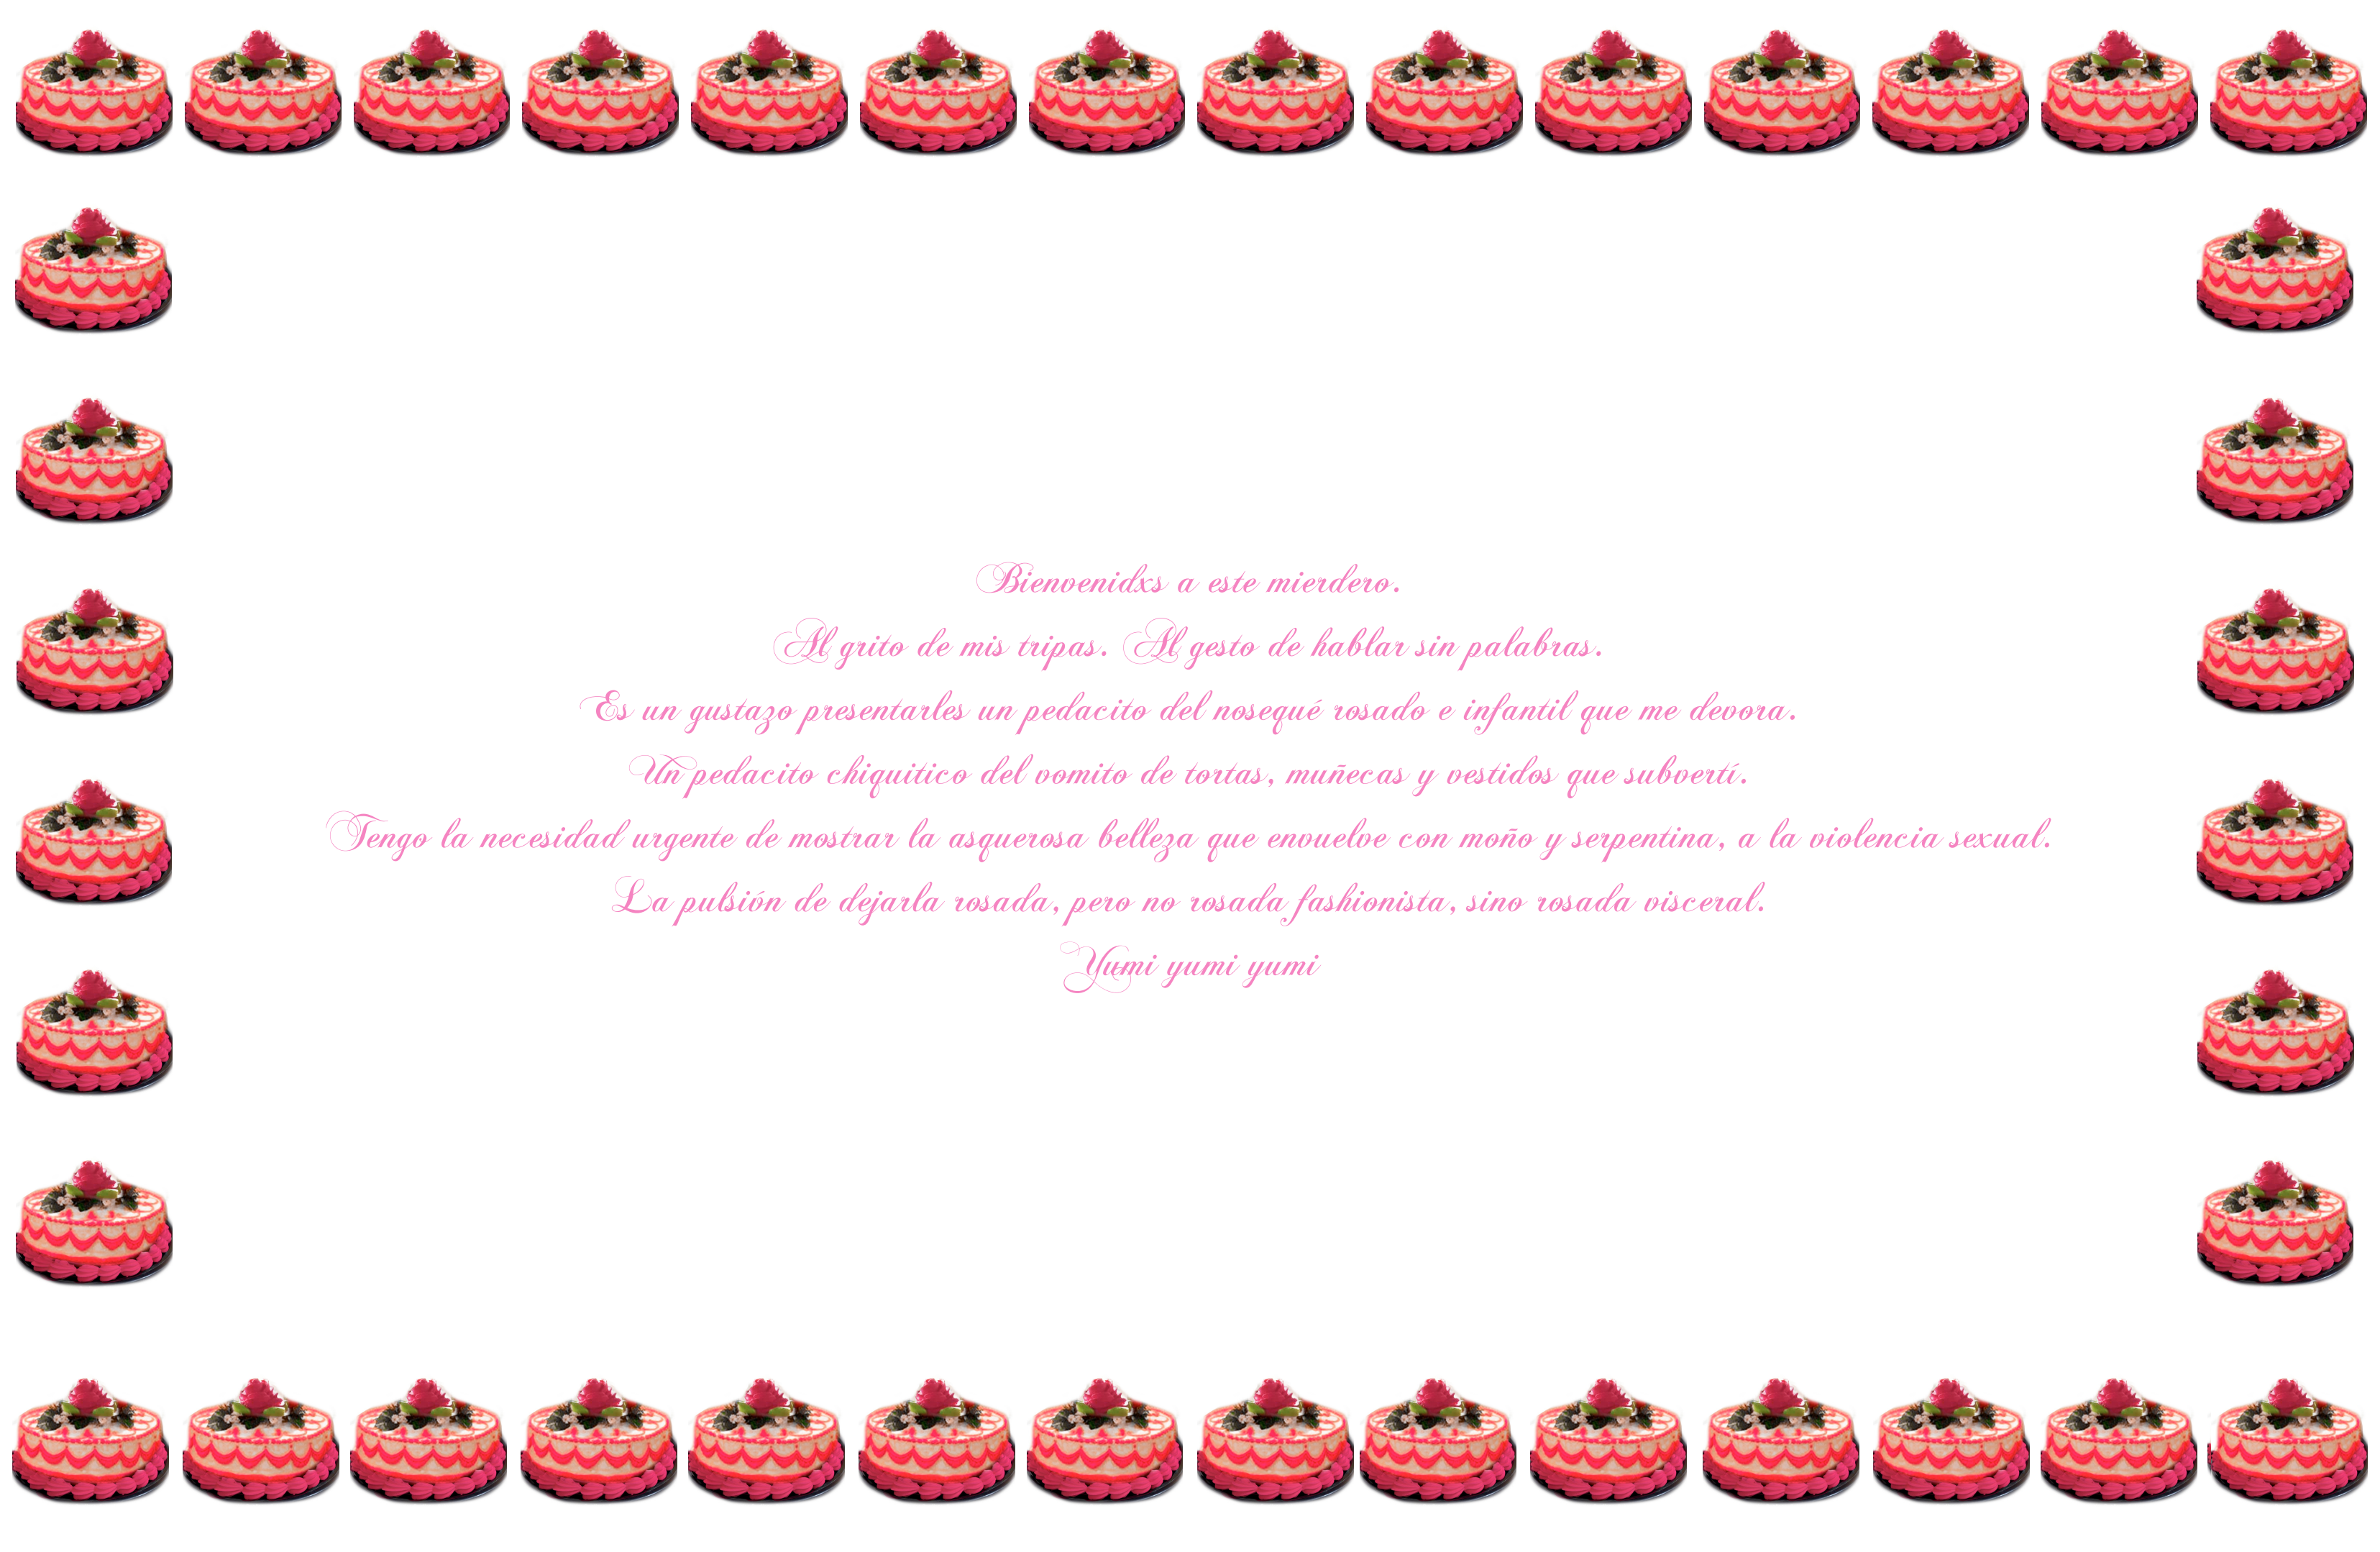 Bienvenidxs a este mierdero.
Al grito de mis tripas. Al gesto de hablar sin palabras.
Es un gustazo presentarles un pedacito del nosequé rosado e infantil que me devora.
Un pedacito chiquitico del vomito de tortas, muñecas y vestidos que subvertí.
Tengo la necesidad urgente de mostrar la asquerosa belleza que envuelve con moño y serpentina, a la violencia sexual.
La pulsión de dejarla rosada, pero no rosada fashionista, sino rosada visceral.
Yumi yumi yumi